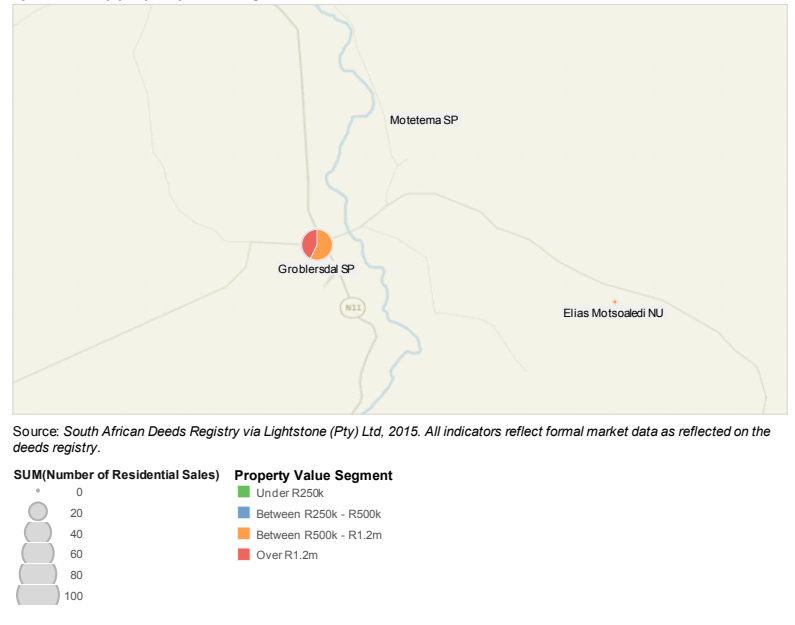 Motetema SP
Groblersdal SP
N11
Elias Motsoaledi NU
Source: South African Deeds Registry via Lightstone (Pty) Ltd, 2015. All indicators reflect formal market data as reflected on the
deeds registry.
SUM(Number of Residential Sales)
0
20
40
60
80
100
Property Value Segment
Under R250k
Between R250k - R500k
Between R500k - R1.2m
Over R1.2m